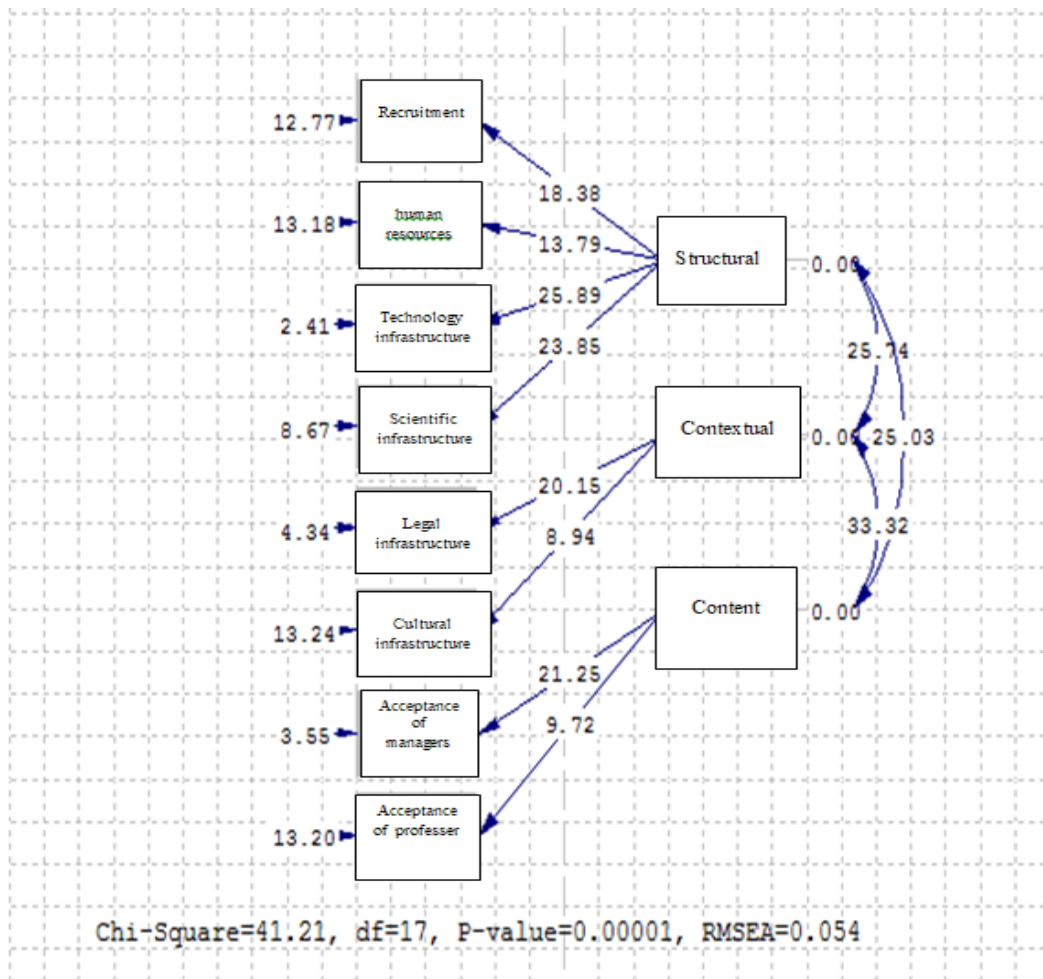 Recruitment
12.77
18.38
human
resources
13.18
13.79
Structural
0.00
Technology
infrastructure
2.41
25.89
23.85
25.74
Scientific
infrastructure
8.67
Contextual
0.00
25.03
Legal
infrastructure
4.34
20.15
8.94
33.32
Cultural
infrastructure
13.24
Content
0.00
Acceptance
of
managers
3.55
21.25
9.72
Acceptance
of professer
13.20
Chi-Square=41.21, df=17, P-value=0.00001, RMSEA=0.054